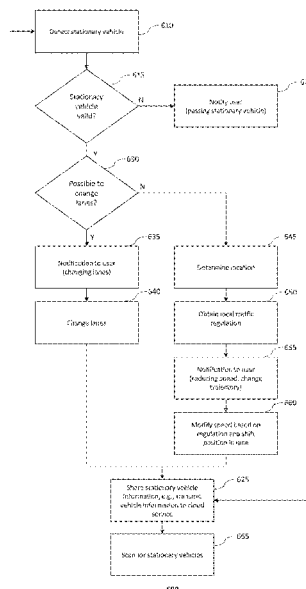 Detect stationary vehicle
610
615
Stationary
vehicle
valid?
N
Notify user
(passing stationary vehicle)
Y
630
Possible to
change
lanes?
N
Y
635
645
Notification to user
(changing lanes)
Determine location
640
650
Change lanes
Obtain local traffic
regulation
655
Notification to user
(reducing speed, change
trajectory)
660
Modify speed based on
regulation and shift
position in lane
625
Share stationary vehicle
information, e.g., transmit
vehicle information to cloud
service
665
Scan for stationary vehicles
600